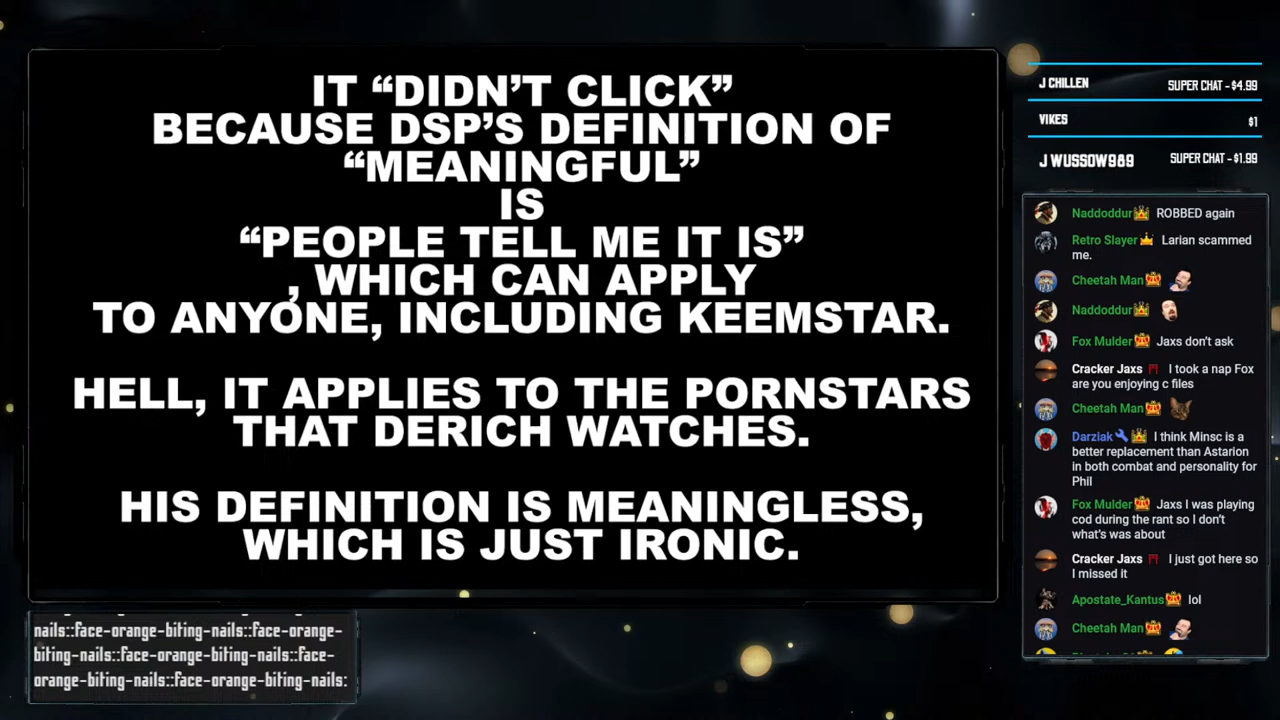 IT “DIDN’T CLICK”
BECAUSE DSP’S DEFINITION OF
“MEANINGFUL”
IS
“PEOPLE TELL ME IT IS”
, WHICH CAN APPLY
TO ANYONE, INCLUDING KEEMSTAR.
HELL, IT APPLIES TO THE PORNSTARS
THAT DERICH WATCHES.
HIS DEFINITION IS MEANINGLESS,
WHICH IS JUST IRONIC.
nails::face-orange-biting-nails::face-orange-
biting-nails::face-orange-biting-nails::face-
orange-biting-nails::face-orange-biting-nails:
J CHILLEN SUPER CHAT - $4.99
VIKES $1
J WUSSOW989 SUPER CHAT - $1.99
Naddoddur ROBBED again
Retro Slayer Larian scammed
me.
Cheetah Man
Naddoddur
Fox Mulder Jaxs don’t ask
Cracker Jaxs I took a nap Fox
are you enjoying c files
Cheetah Man
Darziak I think Minsc is a
better replacement than Astarion
in both combat and personality for
Phil
Fox Mulder Jaxs I was playing
cod during the rant so I don’t
what’s was about
Cracker Jaxs I just got here so
I missed it
Apostate_Kantus lol
Cheetah Man